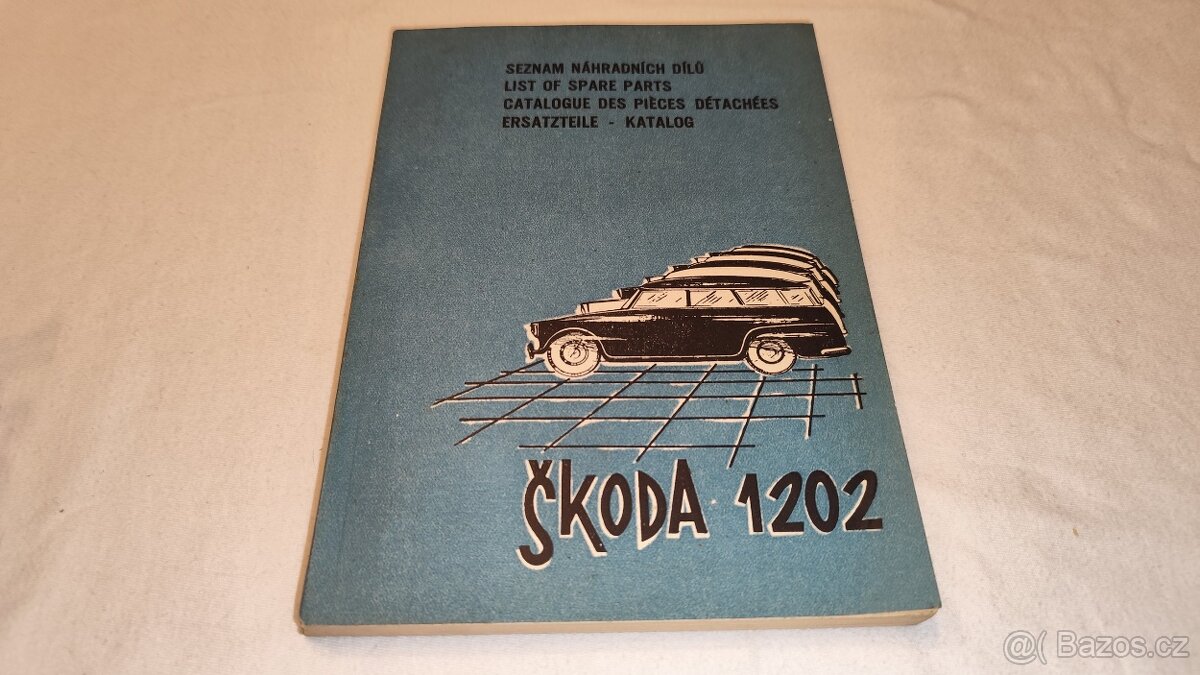 SEZNAM NÁHRADNÍCH DÍLŮ
LIST OF SPARE PARTS
CATALOGUE DES PIÈCES DÉTACHÉES
ERSATZTEILE - KATALOG
ŠKODA 1202
@( Bazos.cz